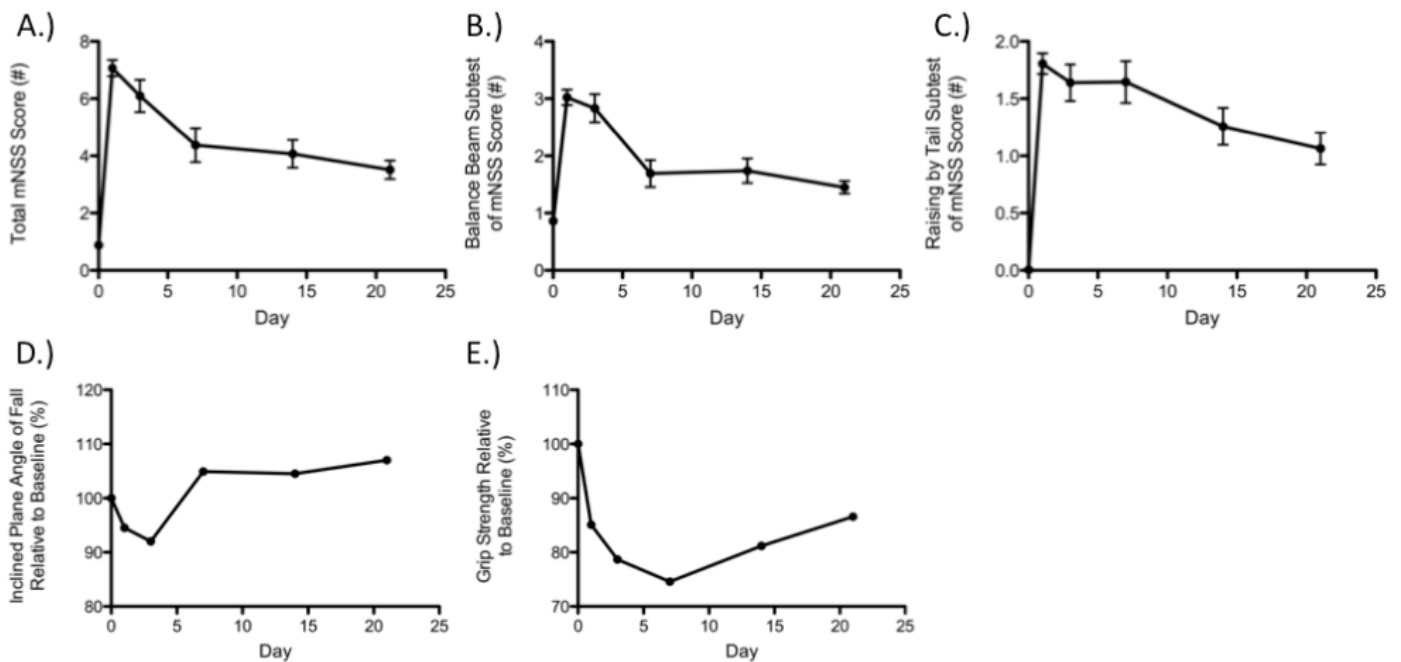 A.)
Total mNSS Score (#)
8
6
4
2
0
0 5 10 15 20 25
Day
B.)
Balance Beam Subtest
of mNSS Score (#)
4
3
2
1
0
0 5 10 15 20 25
Day
C.)
Raising by Tail Subtest
of mNSS Score (#)
2.0
1.5
1.0
0.5
0.0
0 5 10 15 20 25
Day
D.)
Inclined Plane Angle of Fall
Relative to Baseline (%)
120
110
100
90
80
0 5 10 15 20 25
Day
E.)
Grip Strength Relative
to Baseline (%)
110
100
90
80
70
0 5 10 15 20 25
Day